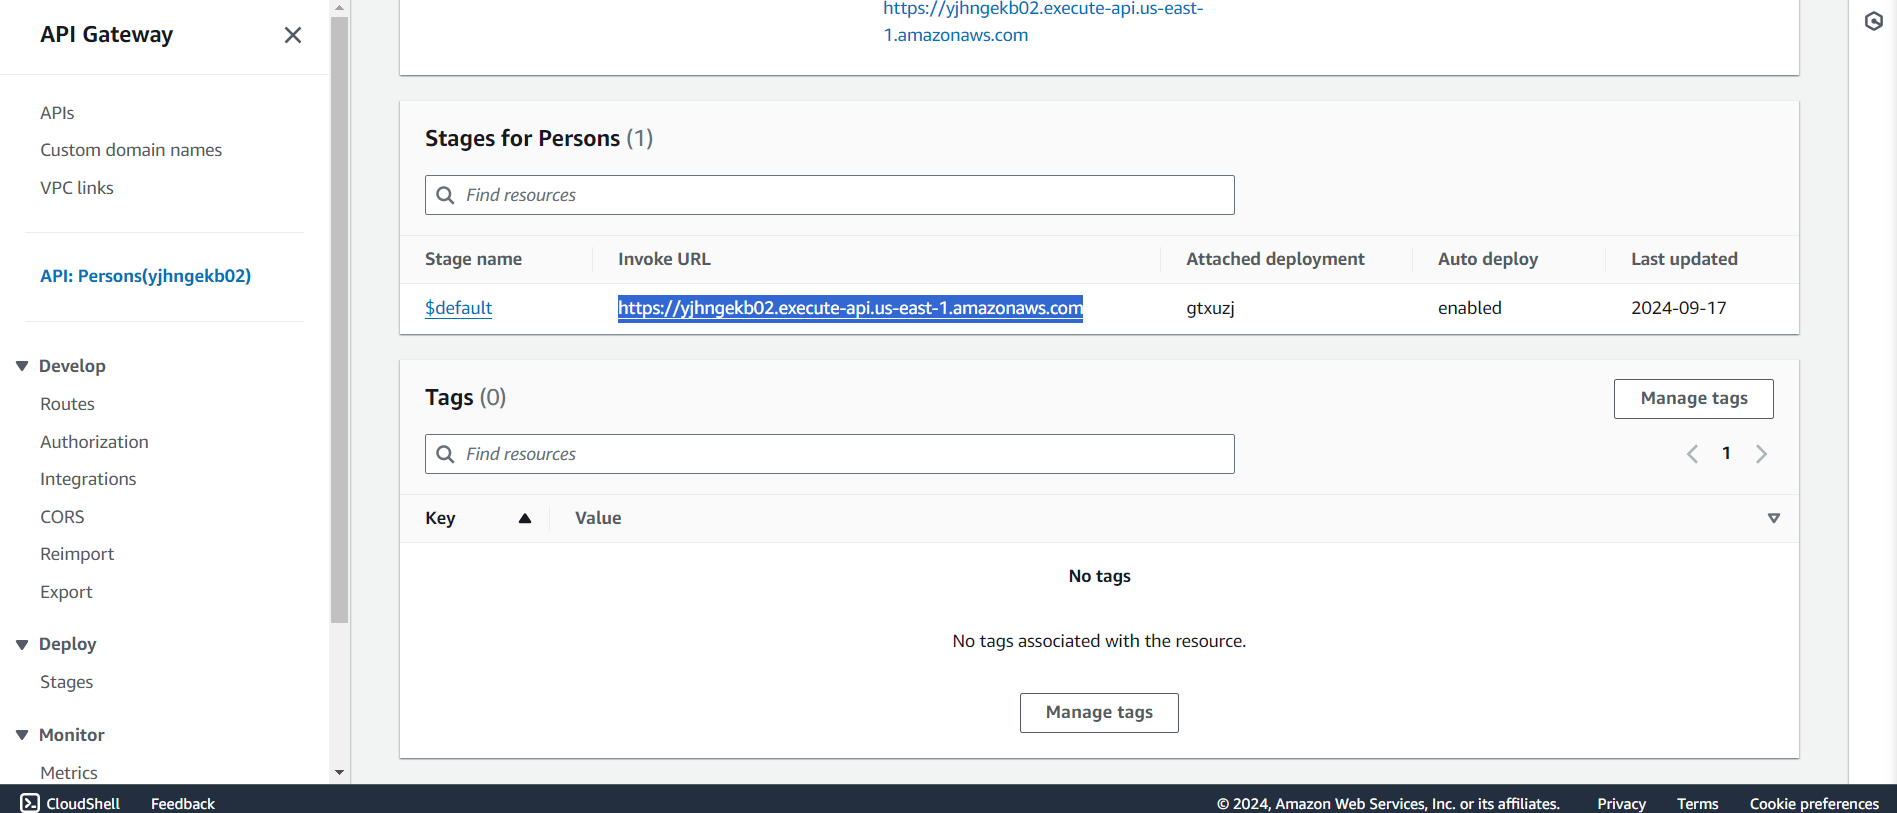 API Gateway
APIs
Custom domain names
VPC links
API: Persons(yjhngekb02)
Develop
Routes
Authorization
Integrations
CORS
Reimport
Export
Deploy
Stages
Monitor
Metrics
https://yjhngekb02.execute-api.us-east-
1.amazonaws.com
Stages for Persons (1)
Find resources
Stage name Invoke URL Attached deployment Auto deploy Last updated
$default https://yjhngekb02.execute-api.us-east-1.amazonaws.com gtxuzj enabled 2024-09-17
Tags (0) Manage tags
Find resources 1
Key Value
No tags
No tags associated with the resource.
Manage tags
CloudShell Feedback © 2024, Amazon Web Services, Inc. or its affiliates. Privacy Terms Cookie preferences